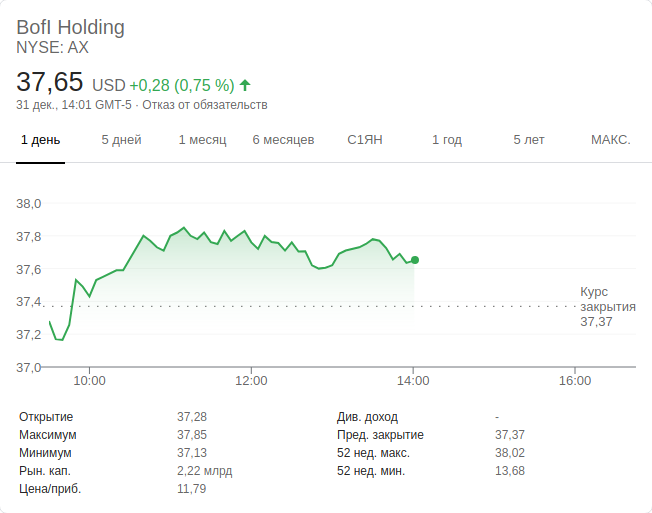 BofI Holding
NYSE: AX
37,65 USD +0,28 (0,75 %)
31 дек., 14:01 GMT-5 · Отказ от обязательств
1 день 5 дней 1 месяц 6 месяцев С1ЯН 1 год 5 лет МАКС.
38,0
37,8
37,6
37,4
37,2
37,0
Курс
закрытия
37,37
10:00 12:00 14:00 16:00
Открытие 37,28 Див. доход -
Максимум 37,85 Пред. закрытие 37,37
Минимум 37,13 52 нед. макс. 38,02
Рын. кап. 2,22 млрд 52 нед. мин. 13,68
Цена/приб. 11,79